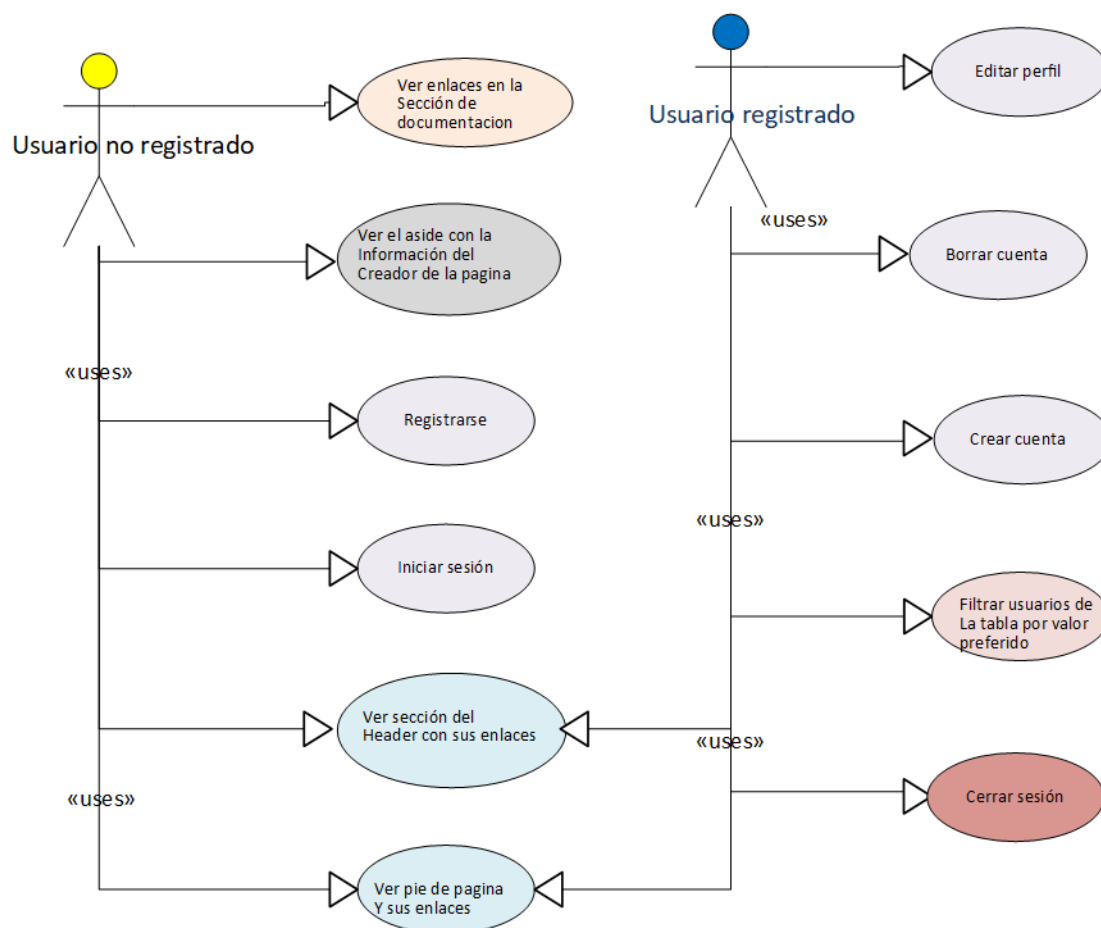 Ver enlaces en la
Sección de
documentacion
Usuario no registrado
Ver el aside con la
Información del
Creador de la pagina
«uses»
Registrarse
Iniciar sesión
Ver sección del
Header con sus enlaces
«uses»
Ver pie de pagina
Y sus enlaces
Editar perfil
Usuario registrado
«uses»
Borrar cuenta
Crear cuenta
«uses»
Filtrar usuarios de
La tabla por valor
preferido
«uses»
Cerrar sesión